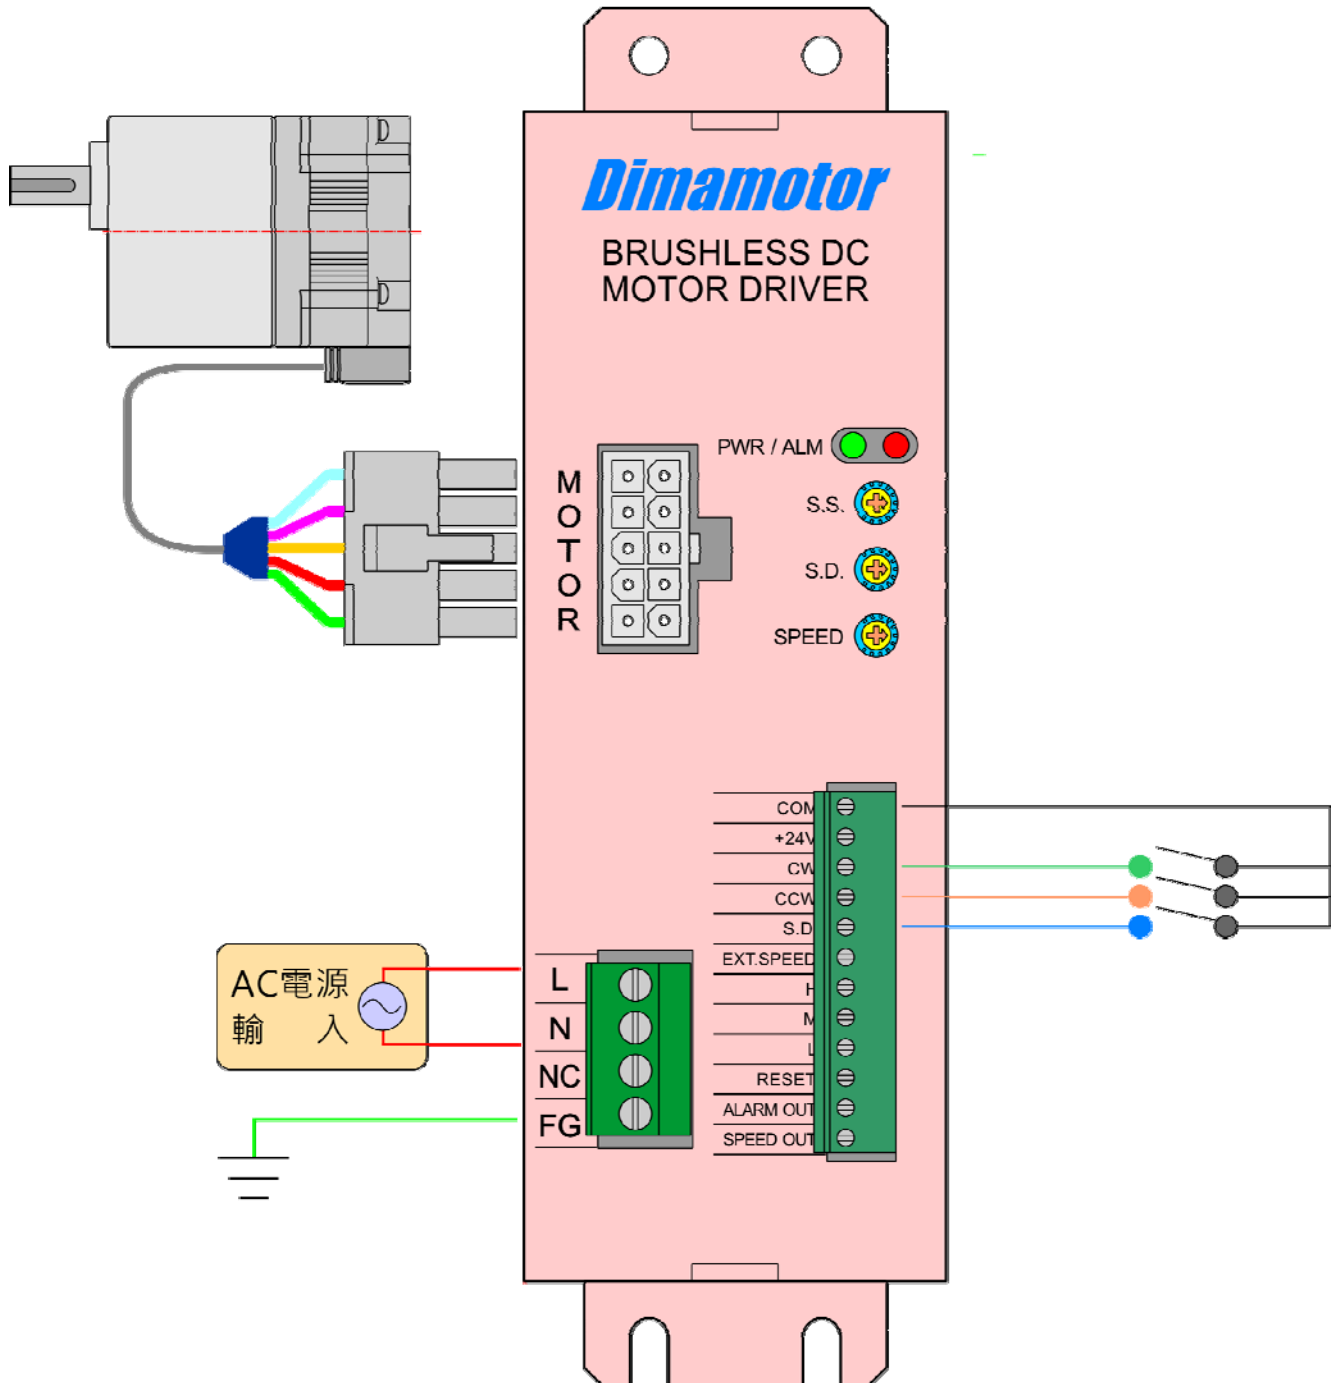 Dimamotor
BRUSHLESS DC
MOTOR DRIVER
PWR / ALM
S.S.
S.D.
SPEED
MOTOR
COM
+24V
CW
CCW
S.D.
EXT.SPEED
H
M
L
RESET
ALARM OUT
SPEED OUT
AC電源
輸入
L
N
NC
FG